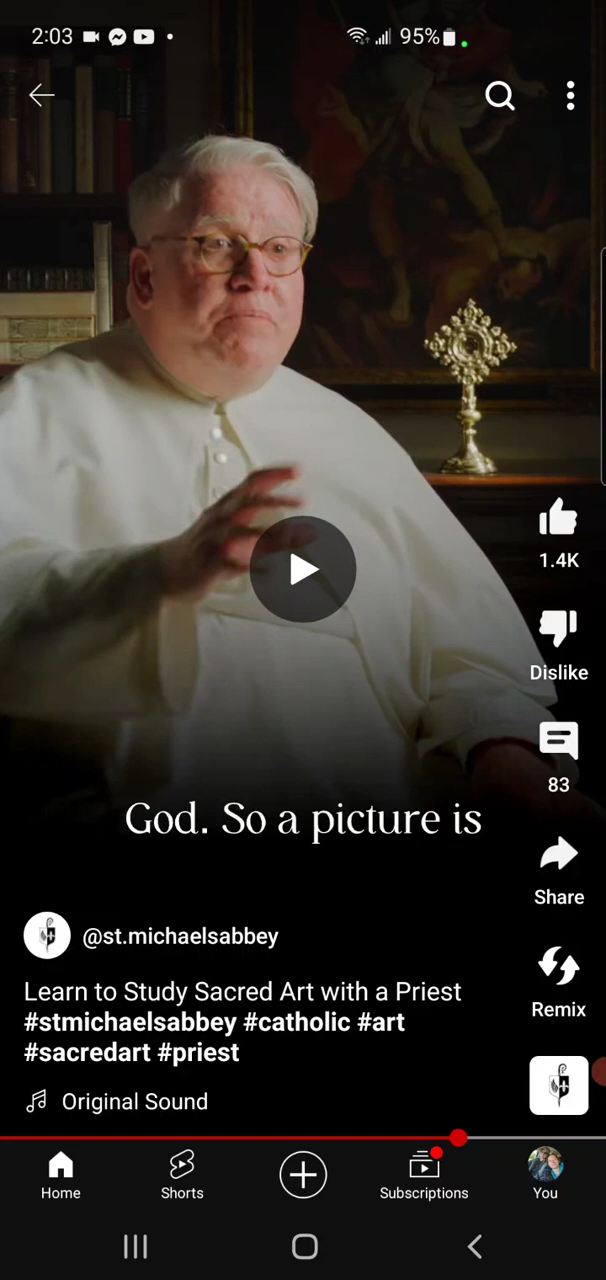 2:03
95%
1.4K
Dislike
83
God. So a picture is
Share
@st.michaelsabbey
Learn to Study Sacred Art with a Priest
#stmichaelsabbey #catholic #art
#sacredart #priest
Remix
Original Sound
Home
Shorts
Subscriptions
You